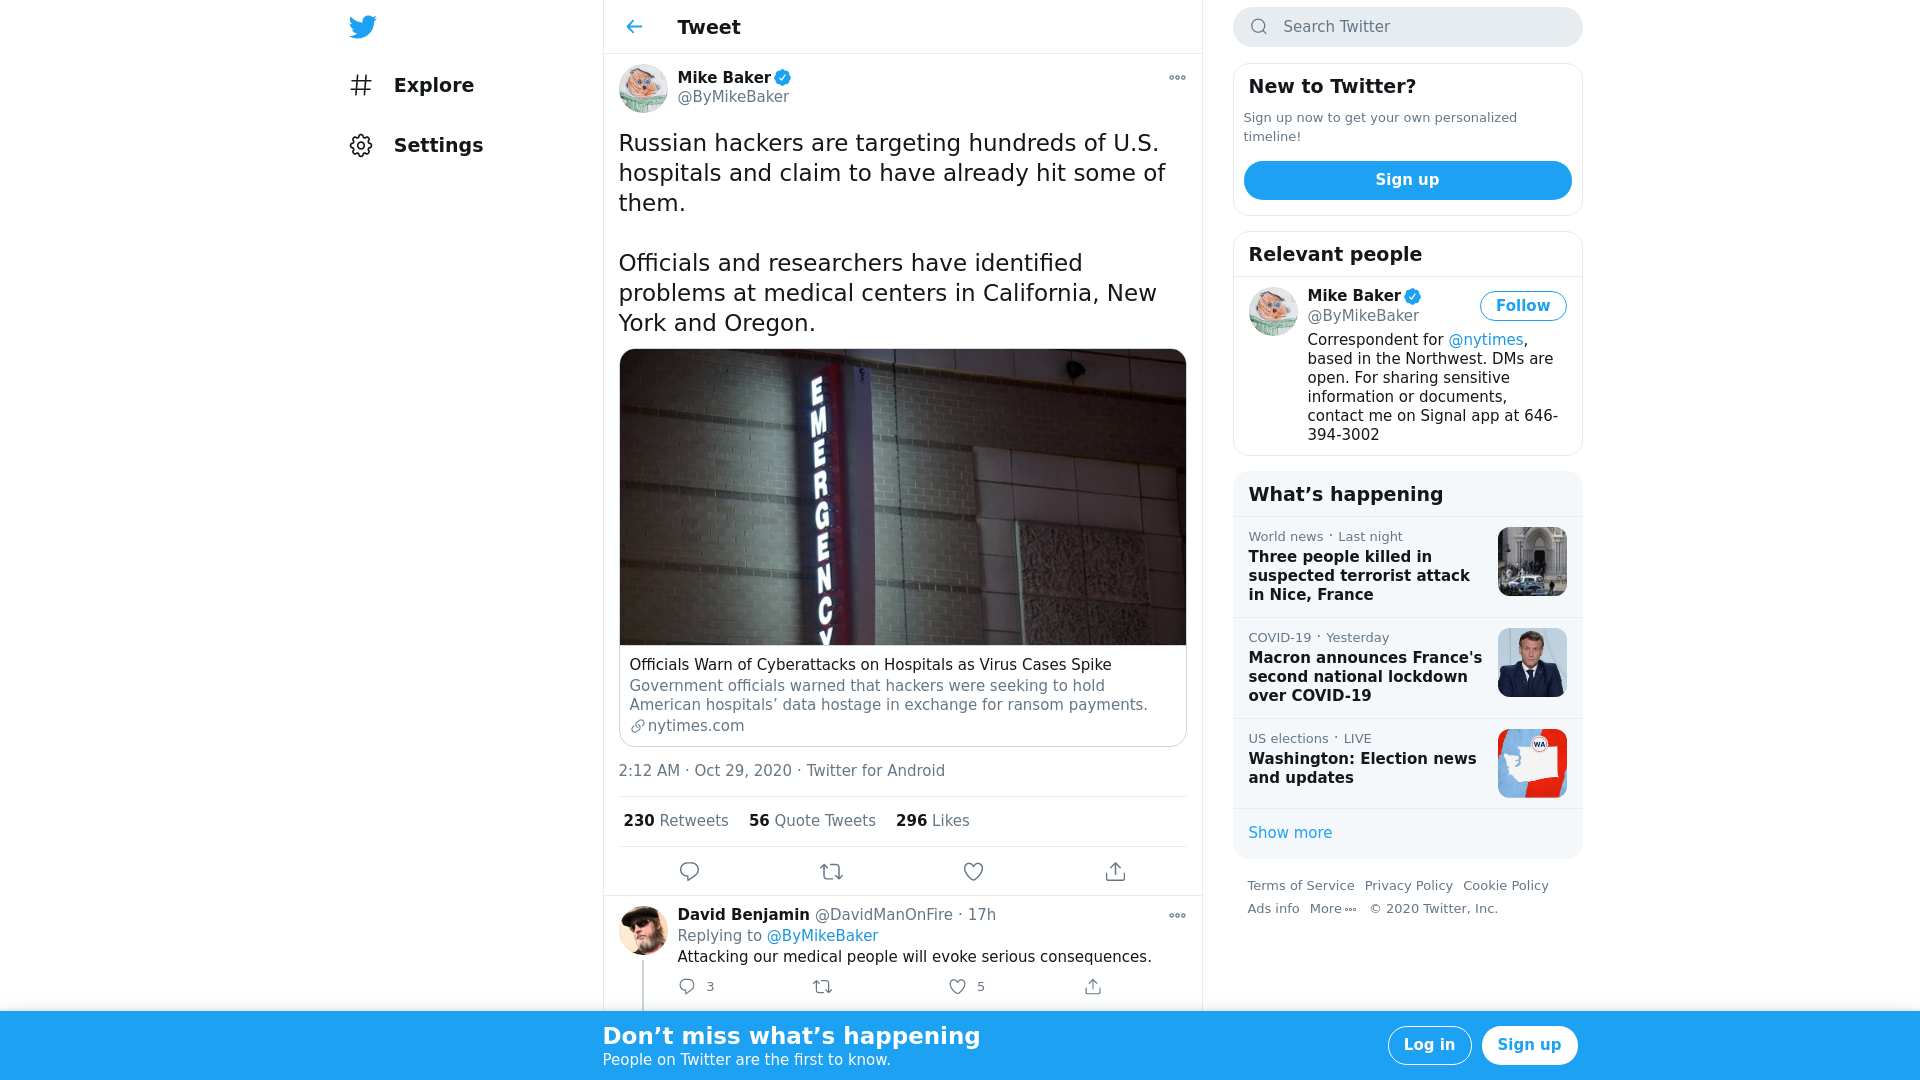 Explore
Settings
Tweet
Mike Baker
@ByMikeBaker
Russian hackers are targeting hundreds of U.S.
hospitals and claim to have already hit some of
them.
Officials and researchers have identified
problems at medical centers in California, New
York and Oregon.
EMERGENCY
Officials Warn of Cyberattacks on Hospitals as Virus Cases Spike
Government officials warned that hackers were seeking to hold
American hospitals’ data hostage in exchange for ransom payments.
nytimes.com
2:12 AM · Oct 29, 2020 · Twitter for Android
230 Retweets 56 Quote Tweets 296 Likes
David Benjamin @DavidManOnFire · 17h
Replying to @ByMikeBaker
Attacking our medical people will evoke serious consequences.
3 5
Search Twitter
New to Twitter?
Sign up now to get your own personalized
timeline!
Sign up
Relevant people
Mike Baker
@ByMikeBaker
Follow
Correspondent for @nytimes,
based in the Northwest. DMs are
open. For sharing sensitive
information or documents,
contact me on Signal app at 646-
394-3002
What’s happening
World news · Last night
Three people killed in
suspected terrorist attack
in Nice, France
COVID-19 · Yesterday
Macron announces France's
second national lockdown
over COVID-19
US elections · LIVE
Washington: Election news
and updates
WA
Show more
Terms of Service Privacy Policy Cookie Policy
Ads info More © 2020 Twitter, Inc.
Don’t miss what’s happening
People on Twitter are the first to know.
Log in
Sign up